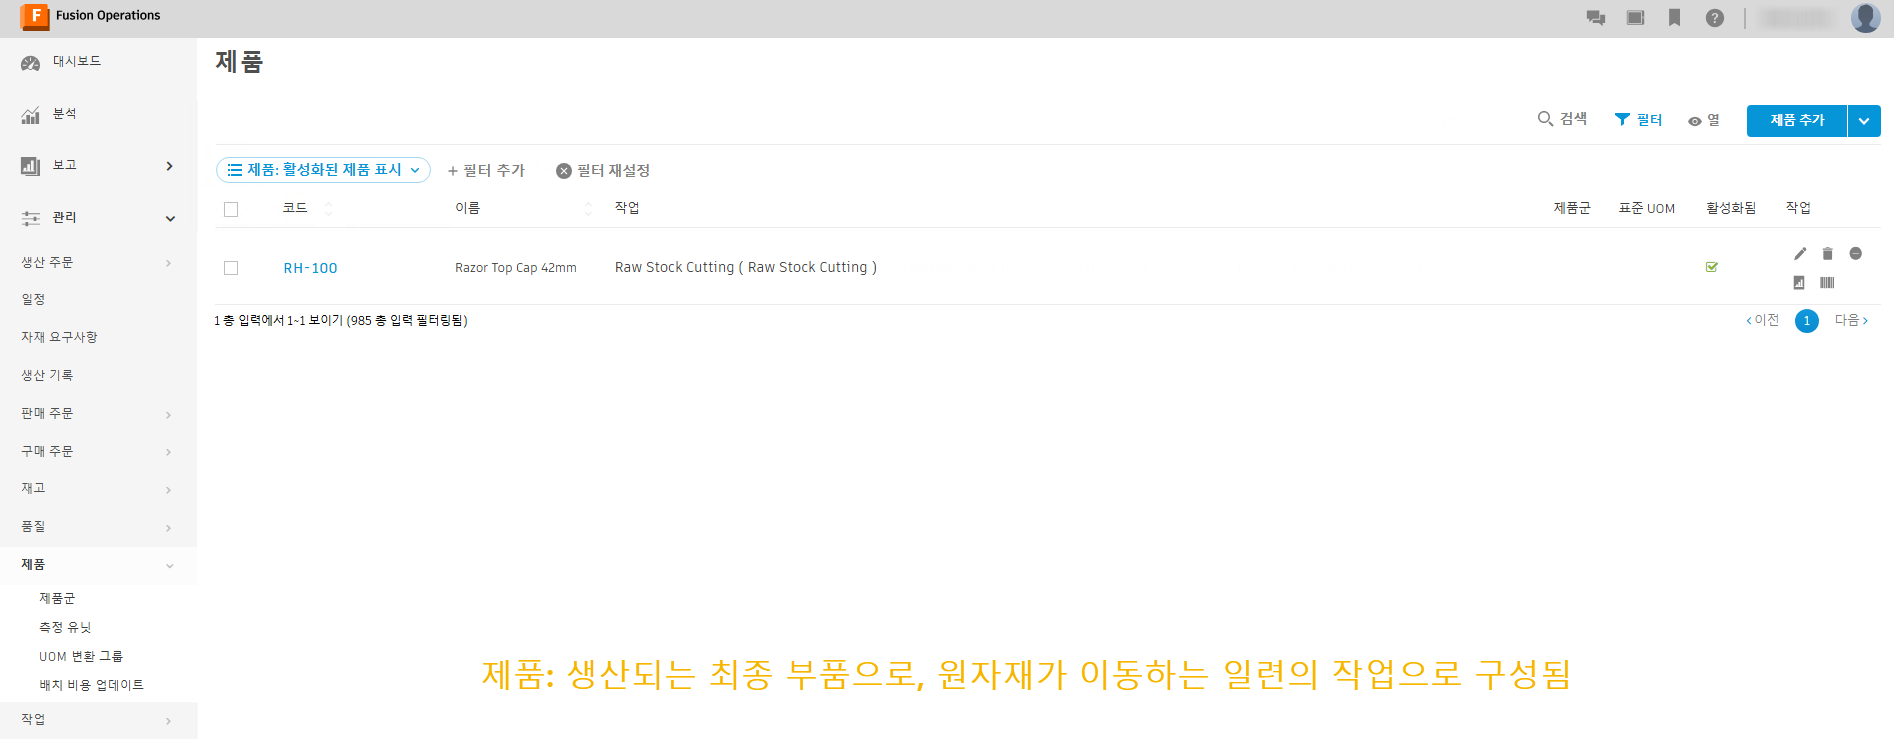 Fusion Operations
대시보드
분석
보고
관리
생산 주문
일정
자재 요구사항
생산 기록
판매 주문
구매 주문
재고
품질
제품
제품군
측정 유닛
UOM 변환 그룹
배치 비용 업데이트
작업
제품
검색 필터 열 제품 추가
제품: 활성화된 제품 표시 + 필터 추가 필터 재설정
코드 이름 작업 제품군 표준 UOM 활성화됨 작업
RH-100 Razor Top Cap 42mm Raw Stock Cutting ( Raw Stock Cutting )
1 총 입력에서 1~1 보이기 (985 총 입력 필터링됨)
이전 1 다음
제품: 생산되는 최종 부품으로, 원자재가 이동하는 일련의 작업으로 구성됨